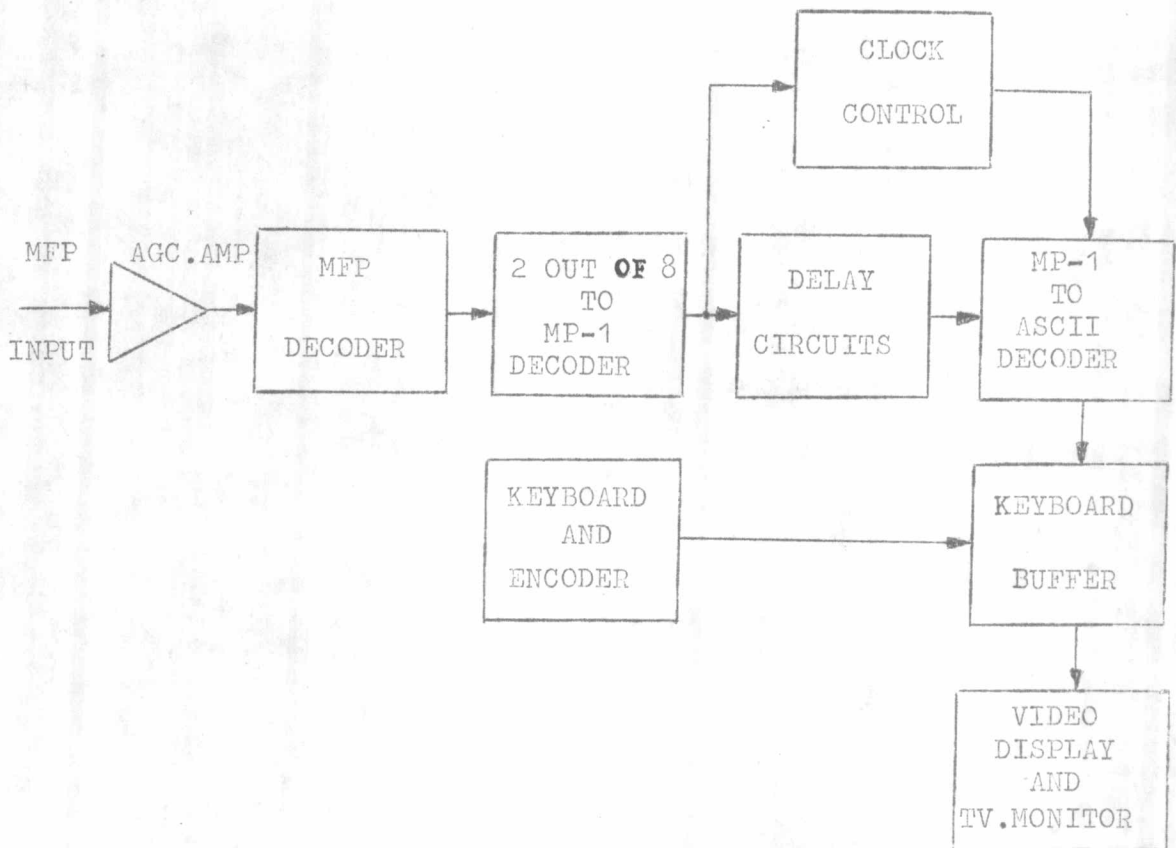 CLOCK
CONTROL
MFP
INPUT
AGC.AMP
MFP
DECODER
2 OUT OF 8
TO
MP-1
DECODER
DELAY
CIRCUITS
MP-1
TO
ASCII
DECODER
KEYBOARD
AND
ENCODER
KEYBOARD
BUFFER
VIDEO
DISPLAY
AND
TV.MONITOR